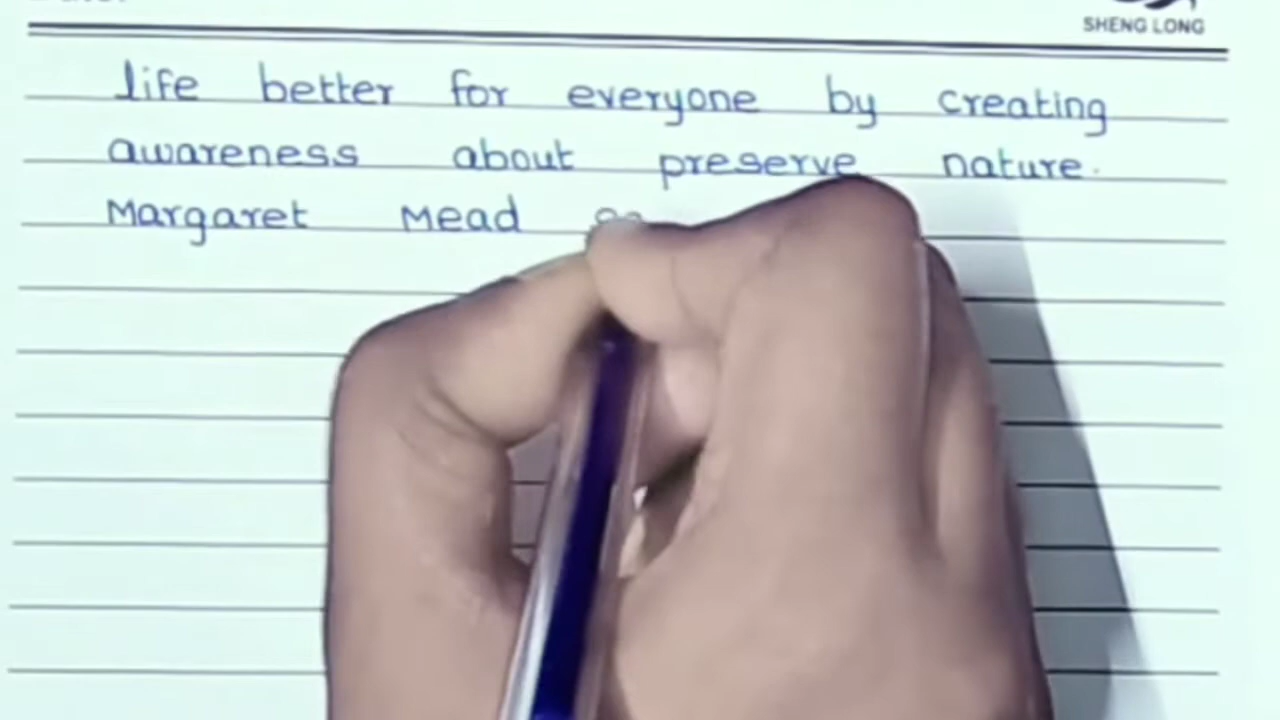 SHENG LONG
life better for everyone by creating
awareness about preserve nature.
Margaret Mead